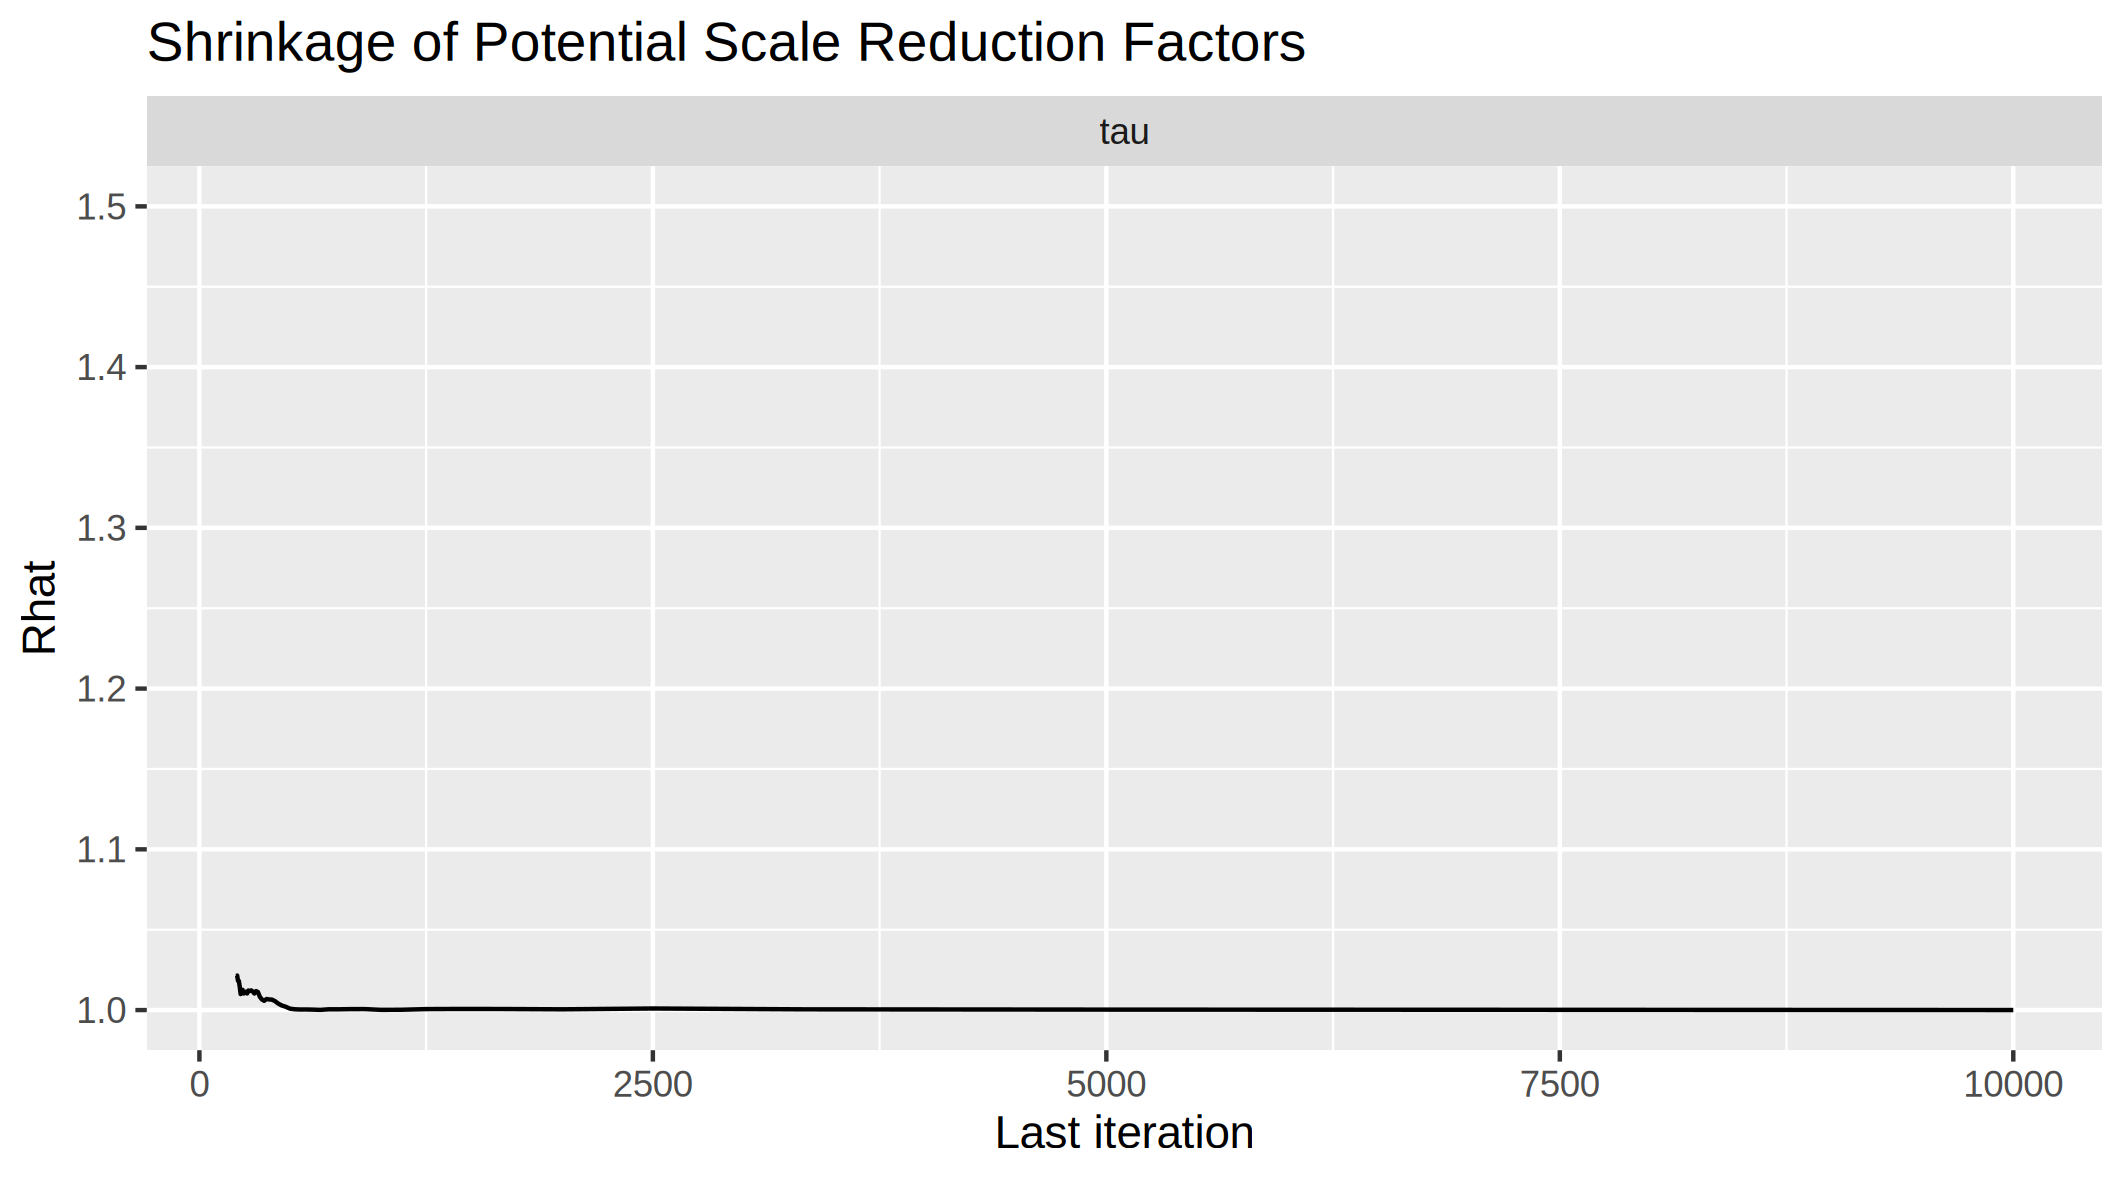 Shrinkage of Potential Scale Reduction Factors
tau
1.5
1.4
1.3
1.2
1.1
1.0
Rhat
0 2500 5000 7500 10000
Last iteration